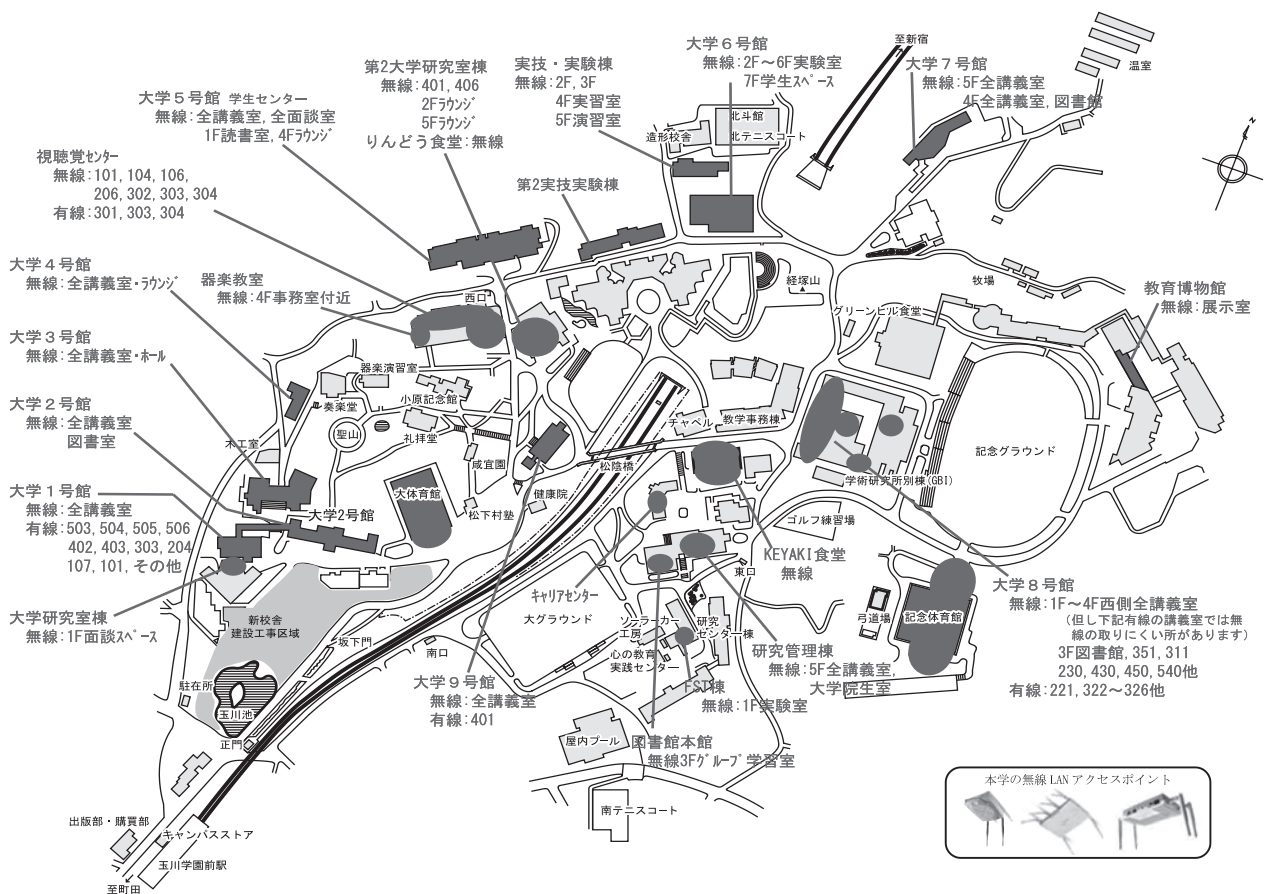 至新宿
温室
大学6号館
無線:2F～6F実験室
7F学生スペース
大学7号館
無線:5F全講義室
4F全講義室, 図書館
実技・実験棟
無線:2F, 3F
4F実習室
5F演習室
第2大学研究室棟
無線:401, 406
2Fラウンジ
5Fラウンジ
りんどう食堂:無線
大学5号館 学生センター
無線:全講義室, 全面談室
1F読書室, 4Fラウンジ
視聴覚センター
無線:101, 104, 106,
206, 302, 303, 304
有線:301, 303, 304
北斗館
造形校舎
北テニスコート
第2実技実験棟
N
大学4号館
無線:全講義室・ラウンジ
器楽教室
無線:4F事務室付近
西口
経塚山
牧場
グリーンヒル食堂
教育博物館
無線:展示室
大学3号館
無線:全講義室・ホール
器楽演習室
小原記念館
奏楽堂
聖山
礼拝堂
大学2号館
無線:全講義室
図書室
木工室
咸宜園
松陰橋
チャペル
教学事務棟
記念グラウンド
学術研究所別棟(GBI)
大学1号館
無線:全講義室
有線:503, 504, 505, 506
402, 403, 303, 204
107, 101, その他
大学2号館
大体育館
松下村塾
健康院
ゴルフ練習場
KEYAKI食堂
無線
東口
キャリアセンター
大グラウンド
大学研究室棟
無線:1F面談スペース
新校舎
建設工事区域
坂下門
南口
ソーラーカー
工房
研究
センター棟
心の教育
実践センター
弓道場
記念体育館
大学8号館
無線:1F～4F西側全講義室
(但し下記有線の講義室では無
線の取りにくい所があります)
3F図書館, 351, 311
230, 430, 450, 540他
有線:221, 322～326他
研究管理棟
無線:5F全講義室,
大学院生室
大学9号館
無線:全講義室
有線:401
FST棟
無線:1F実験室
駐在所
玉川池
正門
屋内プール
図書館本館
無線3Fグループ学習室
南テニスコート
本学の無線LANアクセスポイント
出版部・購買部
キャンパスストア
玉川学園前駅
至町田